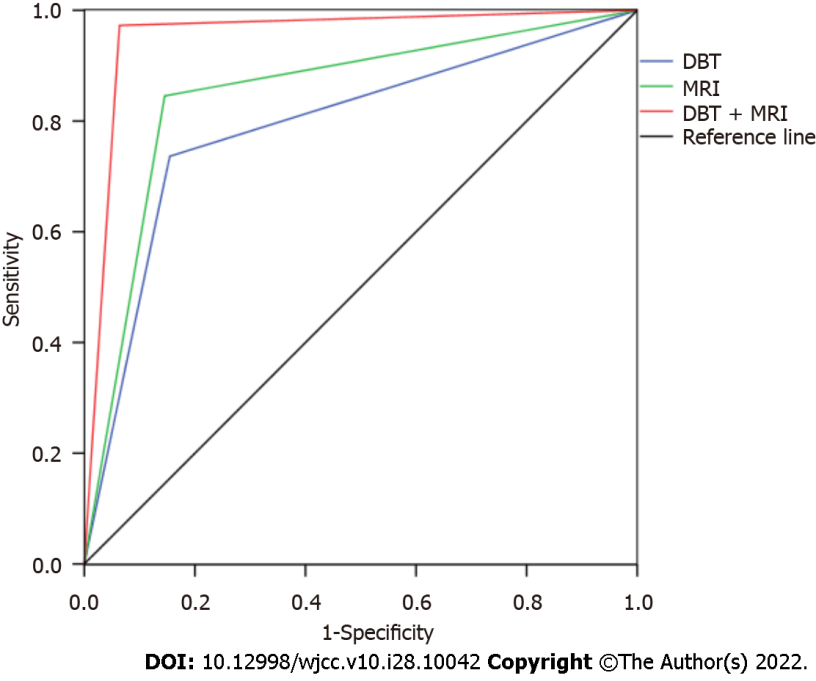 1.0
0.8
0.6
0.4
0.2
0.0
Sensitivity
0.0 0.2 0.4 0.6 0.8 1.0
1-Specificity
DBT
MRI
DBT + MRI
Reference line
DOI: 10.12998/wjcc.v10.i28.10042 Copyright ©The Author(s) 2022.